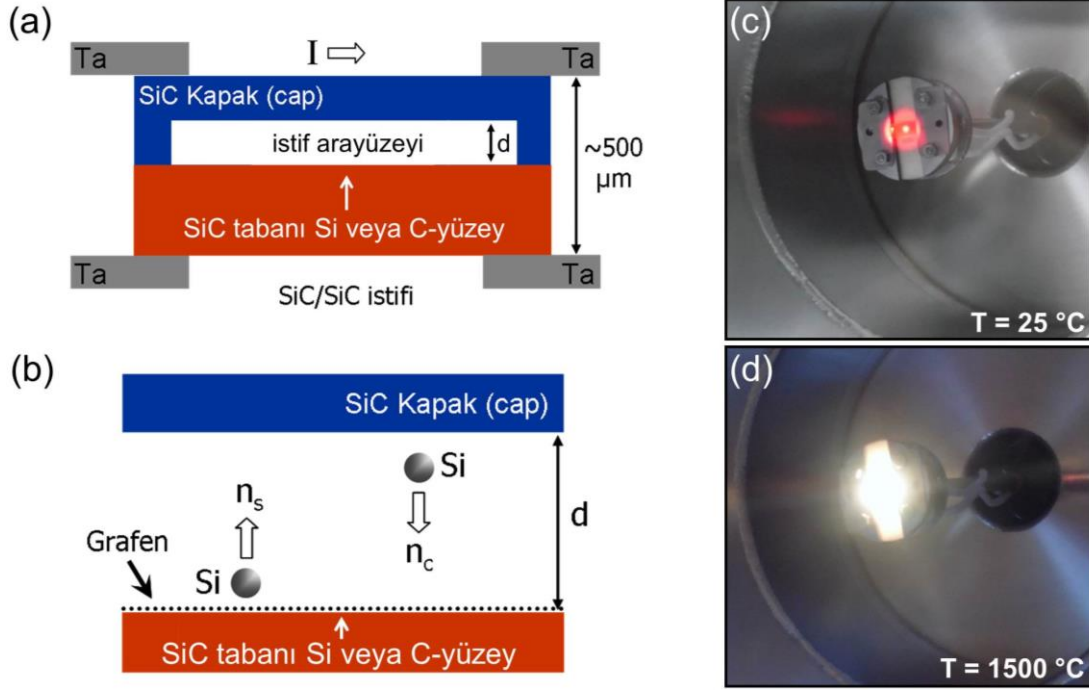 (a)
Ta
I
Ta
SiC Kapak (cap)
istif arayüzeyi
d
~500
µm
SiC tabanı Si veya C-yüzey
Ta
Ta
SiC/SiC istifi
(b)
SiC Kapak (cap)
Si
n_s
n_c
d
Grafen
Si
SiC tabanı Si veya C-yüzey
(c)
T = 25 °C
(d)
T = 1500 °C